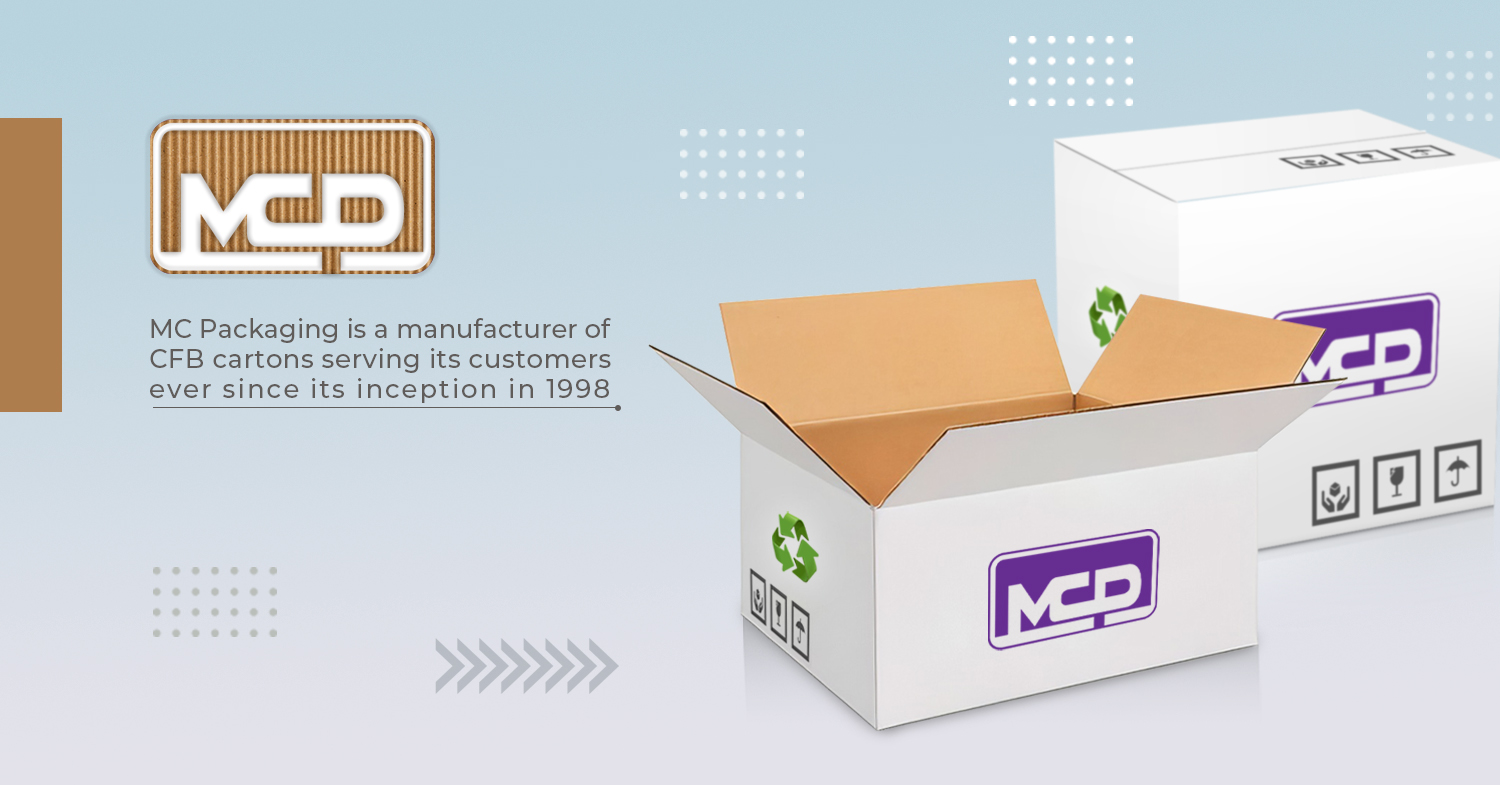 MCP
MC Packaging is a manufacturer of
CFB cartons serving its customers
ever since its inception in 1998
MCP
MCP